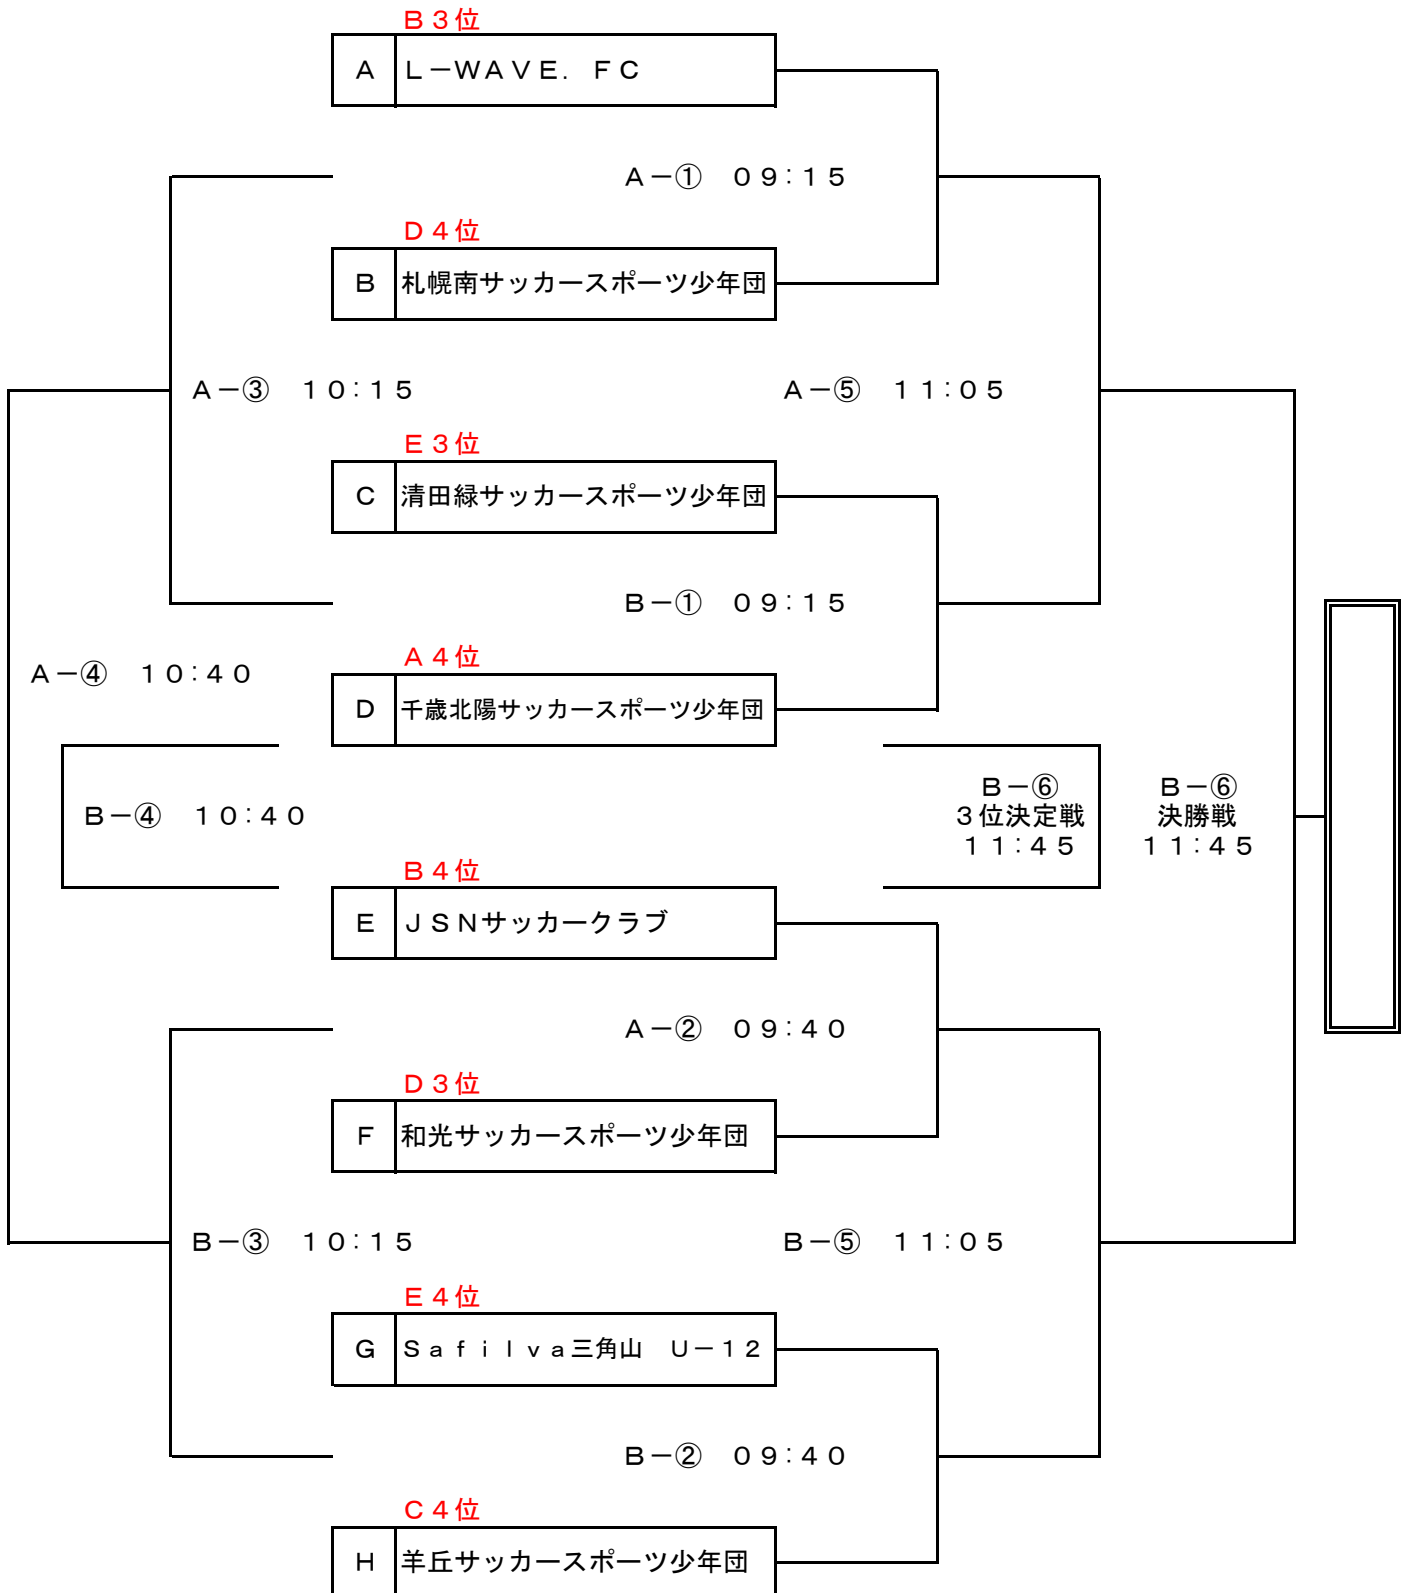 Ｂ３位
Ａ Ｌ－ＷＡＶＥ．ＦＣ
Ａ－① ０９：１５
Ｄ４位
Ｂ 札幌南サッカースポーツ少年団
Ａ－③ １０：１５ Ａ－⑤ １１：０５
Ｅ３位
Ｃ 清田緑サッカースポーツ少年団
Ｂ－① ０９：１５
Ａ４位
Ａ－④ １０：４０
Ｄ 千歳北陽サッカースポーツ少年団
Ｂ－⑥ Ｂ－⑥
Ｂ－④ １０：４０ ３位決定戦 決勝戦
１１：４５ １１：４５
Ｂ４位
Ｅ ＪＳＮサッカークラブ
Ａ－② ０９：４０
Ｄ３位
Ｆ 和光サッカースポーツ少年団
Ｂ－③ １０：１５ Ｂ－⑤ １１：０５
Ｅ４位
Ｇ Ｓａｆｉｌｖａ三角山　Ｕ－１２
Ｂ－② ０９：４０
Ｃ４位
Ｈ 羊丘サッカースポーツ少年団